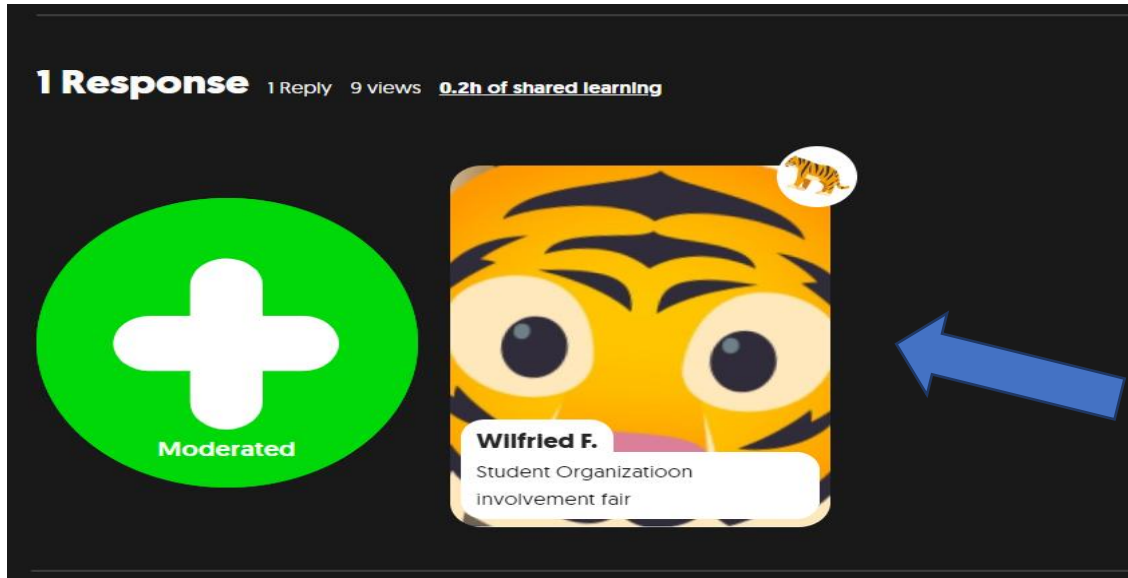 1 Response 1 Reply 9 views 0.2h of shared learning
Moderated
Wilfried F.
Student Organizatioon
involvement fair